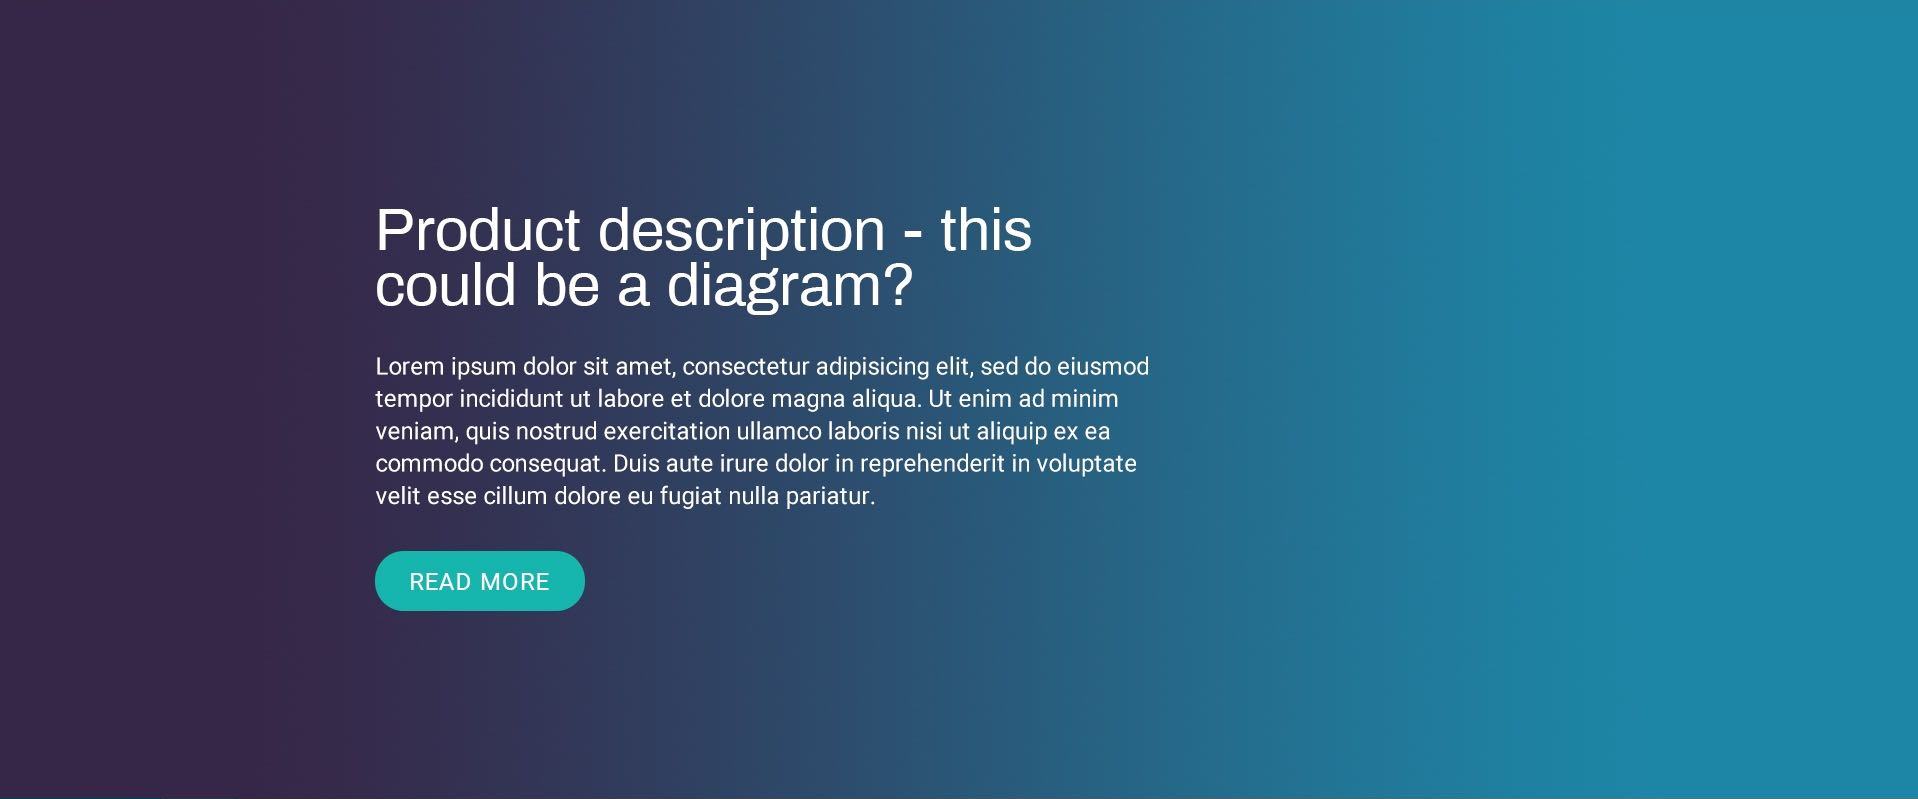 Product description - this
could be a diagram?
Lorem ipsum dolor sit amet, consectetur adipisicing elit, sed do eiusmod
tempor incididunt ut labore et dolore magna aliqua. Ut enim ad minim
veniam, quis nostrud exercitation ullamco laboris nisi ut aliquip ex ea
commodo consequat. Duis aute irure dolor in reprehenderit in voluptate
velit esse cillum dolore eu fugiat nulla pariatur.
READ MORE